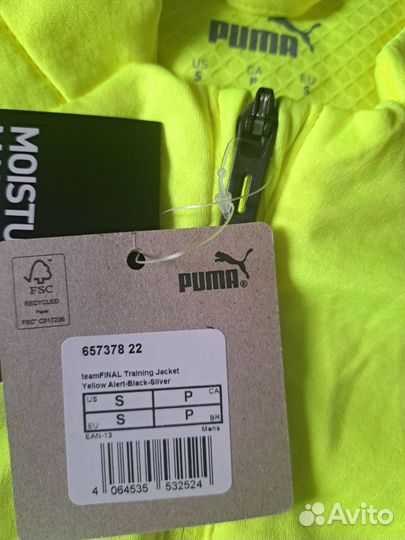 PUMA
US CA EU
S P S
MOISTU
FSC
RECYCLED
Paper
FSC® C017236
PUMA®
657378 22
teamFINAL Training Jacket
Yellow Alert-Black-Silver
US S P CA
EU S P BR
EAN-13 Mens
4 064535 532524
Avito